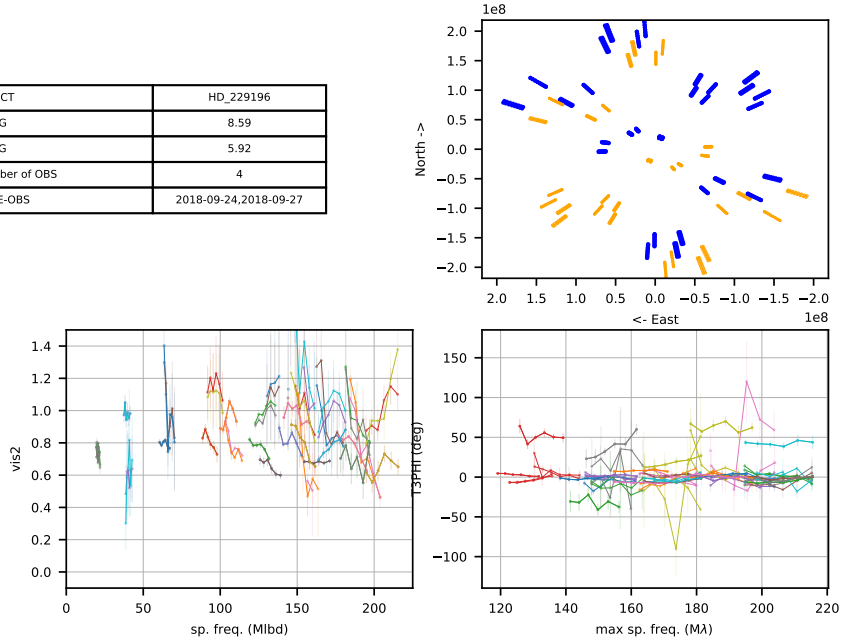 CT HD_229196
G 8.59
G 5.92
ber of OBS 4
E-OBS 2018-09-24,2018-09-27
1e8
2.0
1.5
1.0
0.5
0.0
−0.5
−1.0
−1.5
−2.0
North ->
2.0 1.5 1.0 0.5 0.0 −0.5 −1.0 −1.5 −2.0
<- East
1e8
1.4
1.2
1.0
0.8
0.6
0.4
0.2
0.0
vis2
0 50 100 150 200
sp. freq. (Mlbd)
150
100
50
0
−50
−100
T3PHI (deg)
120 140 160 180 200 220
max sp. freq. (Mλ)